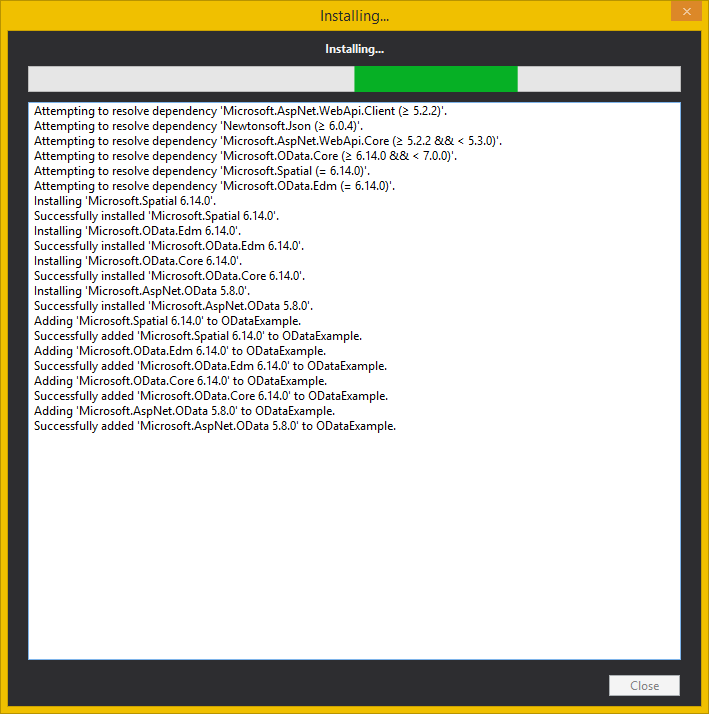 Installing...
Installing...
Attempting to resolve dependency 'Microsoft.AspNet.WebApi.Client (≥ 5.2.2)'.
Attempting to resolve dependency 'Newtonsoft.Json (≥ 6.0.4)'.
Attempting to resolve dependency 'Microsoft.AspNet.WebApi.Core (≥ 5.2.2 && < 5.3.0)'.
Attempting to resolve dependency 'Microsoft.OData.Core (≥ 6.14.0 && < 7.0.0)'.
Attempting to resolve dependency 'Microsoft.Spatial (= 6.14.0)'.
Attempting to resolve dependency 'Microsoft.OData.Edm (= 6.14.0)'.
Installing 'Microsoft.Spatial 6.14.0'.
Successfully installed 'Microsoft.Spatial 6.14.0'.
Installing 'Microsoft.OData.Edm 6.14.0'.
Successfully installed 'Microsoft.OData.Edm 6.14.0'.
Installing 'Microsoft.OData.Core 6.14.0'.
Successfully installed 'Microsoft.OData.Core 6.14.0'.
Installing 'Microsoft.AspNet.OData 5.8.0'.
Successfully installed 'Microsoft.AspNet.OData 5.8.0'.
Adding 'Microsoft.Spatial 6.14.0' to ODataExample.
Successfully added 'Microsoft.Spatial 6.14.0' to ODataExample.
Adding 'Microsoft.OData.Edm 6.14.0' to ODataExample.
Successfully added 'Microsoft.OData.Edm 6.14.0' to ODataExample.
Adding 'Microsoft.OData.Core 6.14.0' to ODataExample.
Successfully added 'Microsoft.OData.Core 6.14.0' to ODataExample.
Adding 'Microsoft.AspNet.OData 5.8.0' to ODataExample.
Successfully added 'Microsoft.AspNet.OData 5.8.0' to ODataExample.
Close